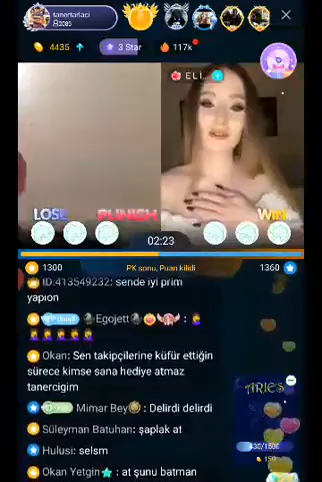 tanertarlaci
4435
3 Star
117k
ELI...
LOSE
PUNISH
WIN
02:23
1300
PK sonu, Puan kilidi
1360
ID:413549232: sende iyi prim
yapıon
Egojett
Okan: Sen takipçilerine küfür ettiğin
sürece kimse sana hediye atmaz
tanercigim
Mimar Bey : Delirdi delirdi
Süleyman Batuhan: şaplak at
Hulusi: selsm
Okan Yetgin : at şunu batman
ARIES